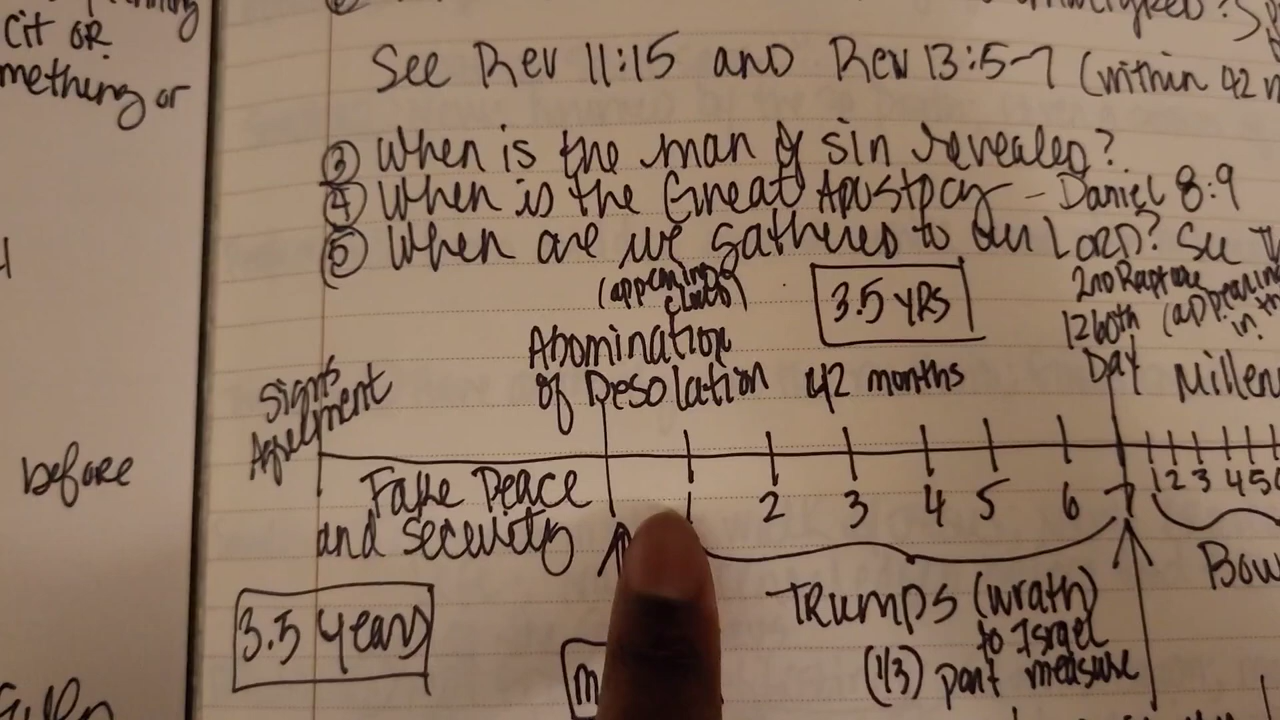 cit OR
mething or
before
See Rev 11:15 and Rev 13:5-7 (within 42
③ When is the man of sin revealed?
④ When is the Great Apostocy - Daniel 8:9
⑤ When are we gathered to our Lord? See
(appearing
3.5 YRS
2nd Rapture
1260th (appearing
in
Day
Abomination
of Desolation 42 months
Millen
Signs
Agreement
Fake Peace
and security
1 2 3 4 5 6 7 1 2 3 4 5
3.5 years
Trumps (wrath)
to Israel
(1/3) part measure
Bow
m